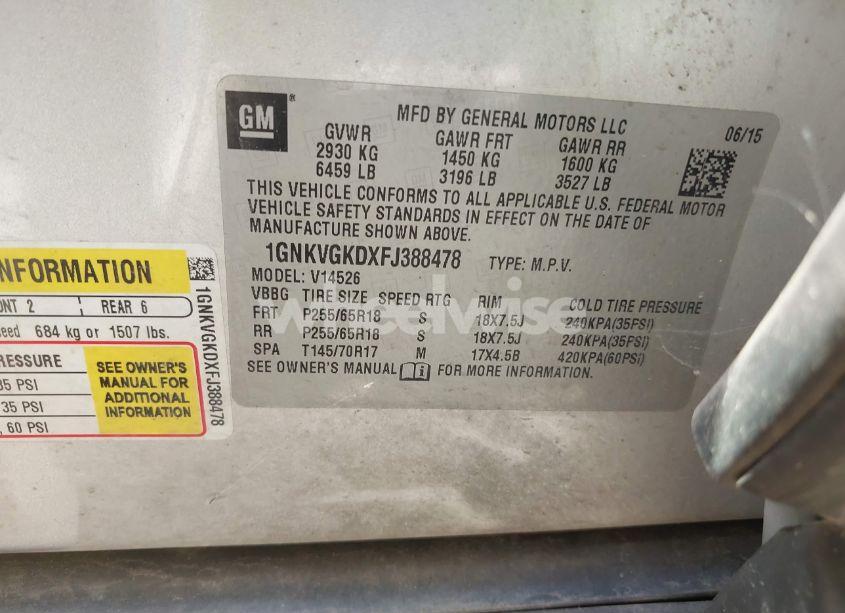 GM
MFD BY GENERAL MOTORS LLC
06/15
GVWR GAWR FRT GAWR RR
2930 KG 1450 KG 1600 KG
6459 LB 3196 LB 3527 LB
THIS VEHICLE CONFORMS TO ALL APPLICABLE U.S. FEDERAL MOTOR
VEHICLE SAFETY STANDARDS IN EFFECT ON THE DATE OF
MANUFACTURE SHOWN ABOVE.
1GNKVGKDXFJ388478 TYPE: M.P.V.
MODEL: V14526
VBBG TIRE SIZE SPEED RTG RIM COLD TIRE PRESSURE
FRT P255/65R18 S 18X7.5J 240KPA(35PSI)
RR P255/65R18 S 18X7.5J 240KPA(35PSI)
SPA T145/70R17 M 17X4.5B 420KPA(60PSI)
SEE OWNER'S MANUAL FOR MORE INFORMATION.
INFORMATION
ONT 2 REAR 6
eed 684 kg or 1507 lbs.
PRESSURE
35 PSI
35 PSI
, 60 PSI
SEE OWNER'S
MANUAL FOR
ADDITIONAL
INFORMATION
1GNKVGKDXFJ388478
wheelwise